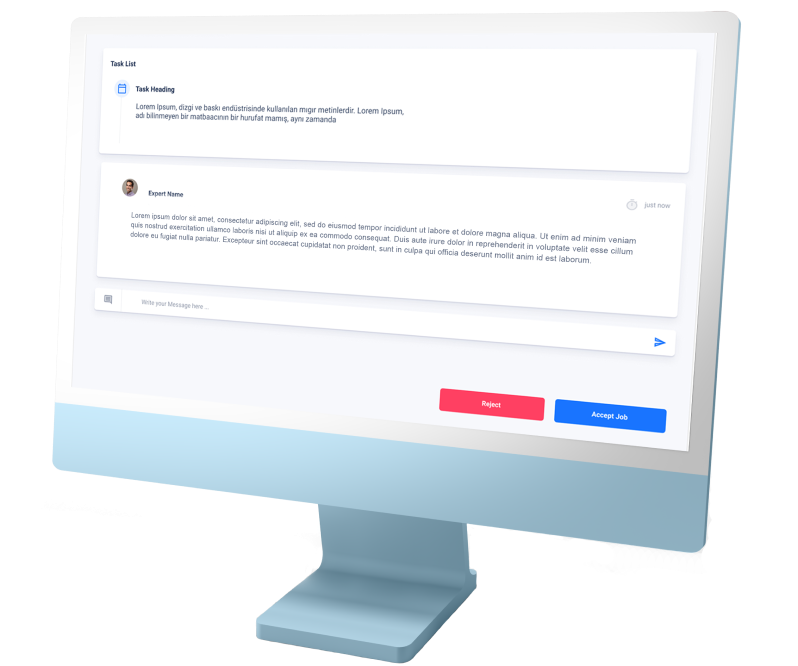 Task List
Task Heading
Lorem Ipsum, dizgi ve baskı endüstrisinde kullanılan mıgır metinlerdir. Lorem Ipsum,
adı bilinmeyen bir matbaacının bir hurufat mamış, aynı zamanda
Expert Name
just now
Lorem ipsum dolor sit amet, consectetur adipiscing elit, sed do eiusmod tempor incididunt ut labore et dolore magna aliqua. Ut enim ad minim veniam
quis nostrud exercitation ullamco laboris nisi ut aliquip ex ea commodo consequat. Duis aute irure dolor in reprehenderit in voluptate velit esse cillum
dolore eu fugiat nulla pariatur. Excepteur sint occaecat cupidatat non proident, sunt in culpa qui officia deserunt mollit anim id est laborum.
Write your Message here ...
Reject
Accept Job